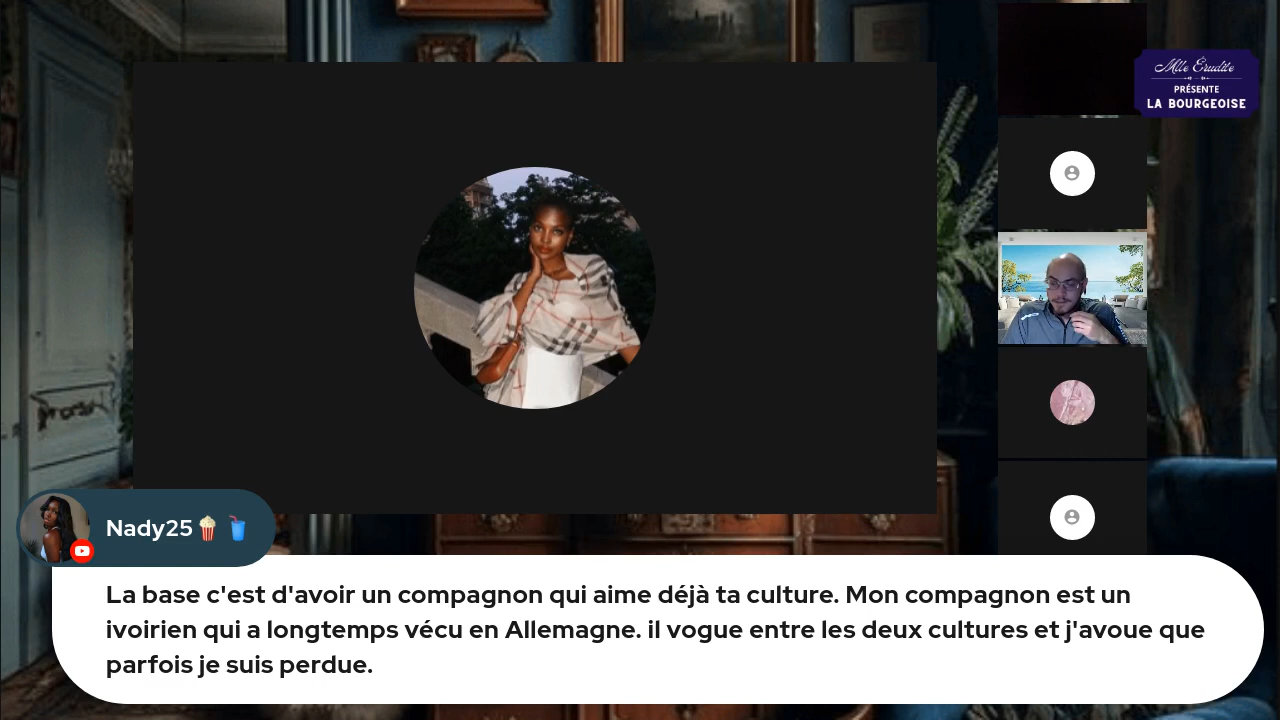 Mlle Érudite
PRÉSENTE
LA BOURGEOISE
Nady25🍿🥤
La base c'est d'avoir un compagnon qui aime déjà ta culture. Mon compagnon est un
ivoirien qui a longtemps vécu en Allemagne. il vogue entre les deux cultures et j'avoue que
parfois je suis perdue.